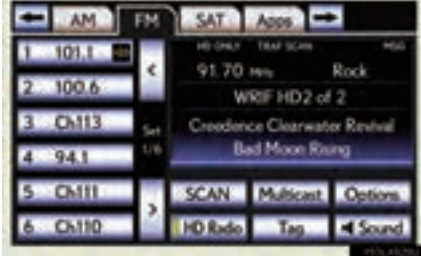 AM FM SAT Apps
1 101.1
2 100.6
3 Ch113
4 94.1
5 Ch111
6 Ch110
Set
1/6
HD ONLY TRAF SCAN MSG
91.70 MHz Rock
WRIF HD2 of 2
Creedence Clearwater Revival
Bad Moon Rising
SCAN Multicast Options
HD Radio Tag Sound